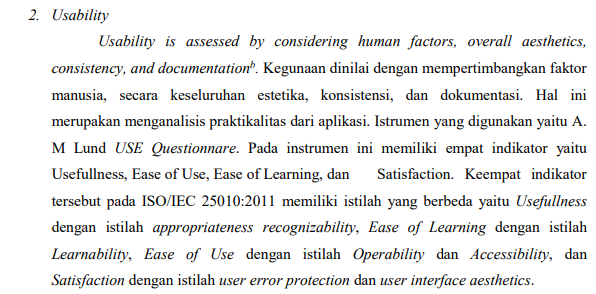 2. Usability
Usability is assessed by considering human factors, overall aesthetics,
consistency, and documentationᵇ. Kegunaan dinilai dengan mempertimbangkan faktor
manusia, secara keseluruhan estetika, konsistensi, dan dokumentasi. Hal ini
merupakan menganalisis praktikalitas dari aplikasi. Istrumen yang digunakan yaitu A.
M Lund USE Questionnare. Pada instrumen ini memiliki empat indikator yaitu
Usefullness, Ease of Use, Ease of Learning, dan Satisfaction. Keempat indikator
tersebut pada ISO/IEC 25010:2011 memiliki istilah yang berbeda yaitu Usefullness
dengan istilah appropriateness recognizability, Ease of Learning dengan istilah
Learnability, Ease of Use dengan istilah Operability dan Accessibility, dan
Satisfaction dengan istilah user error protection dan user interface aesthetics.